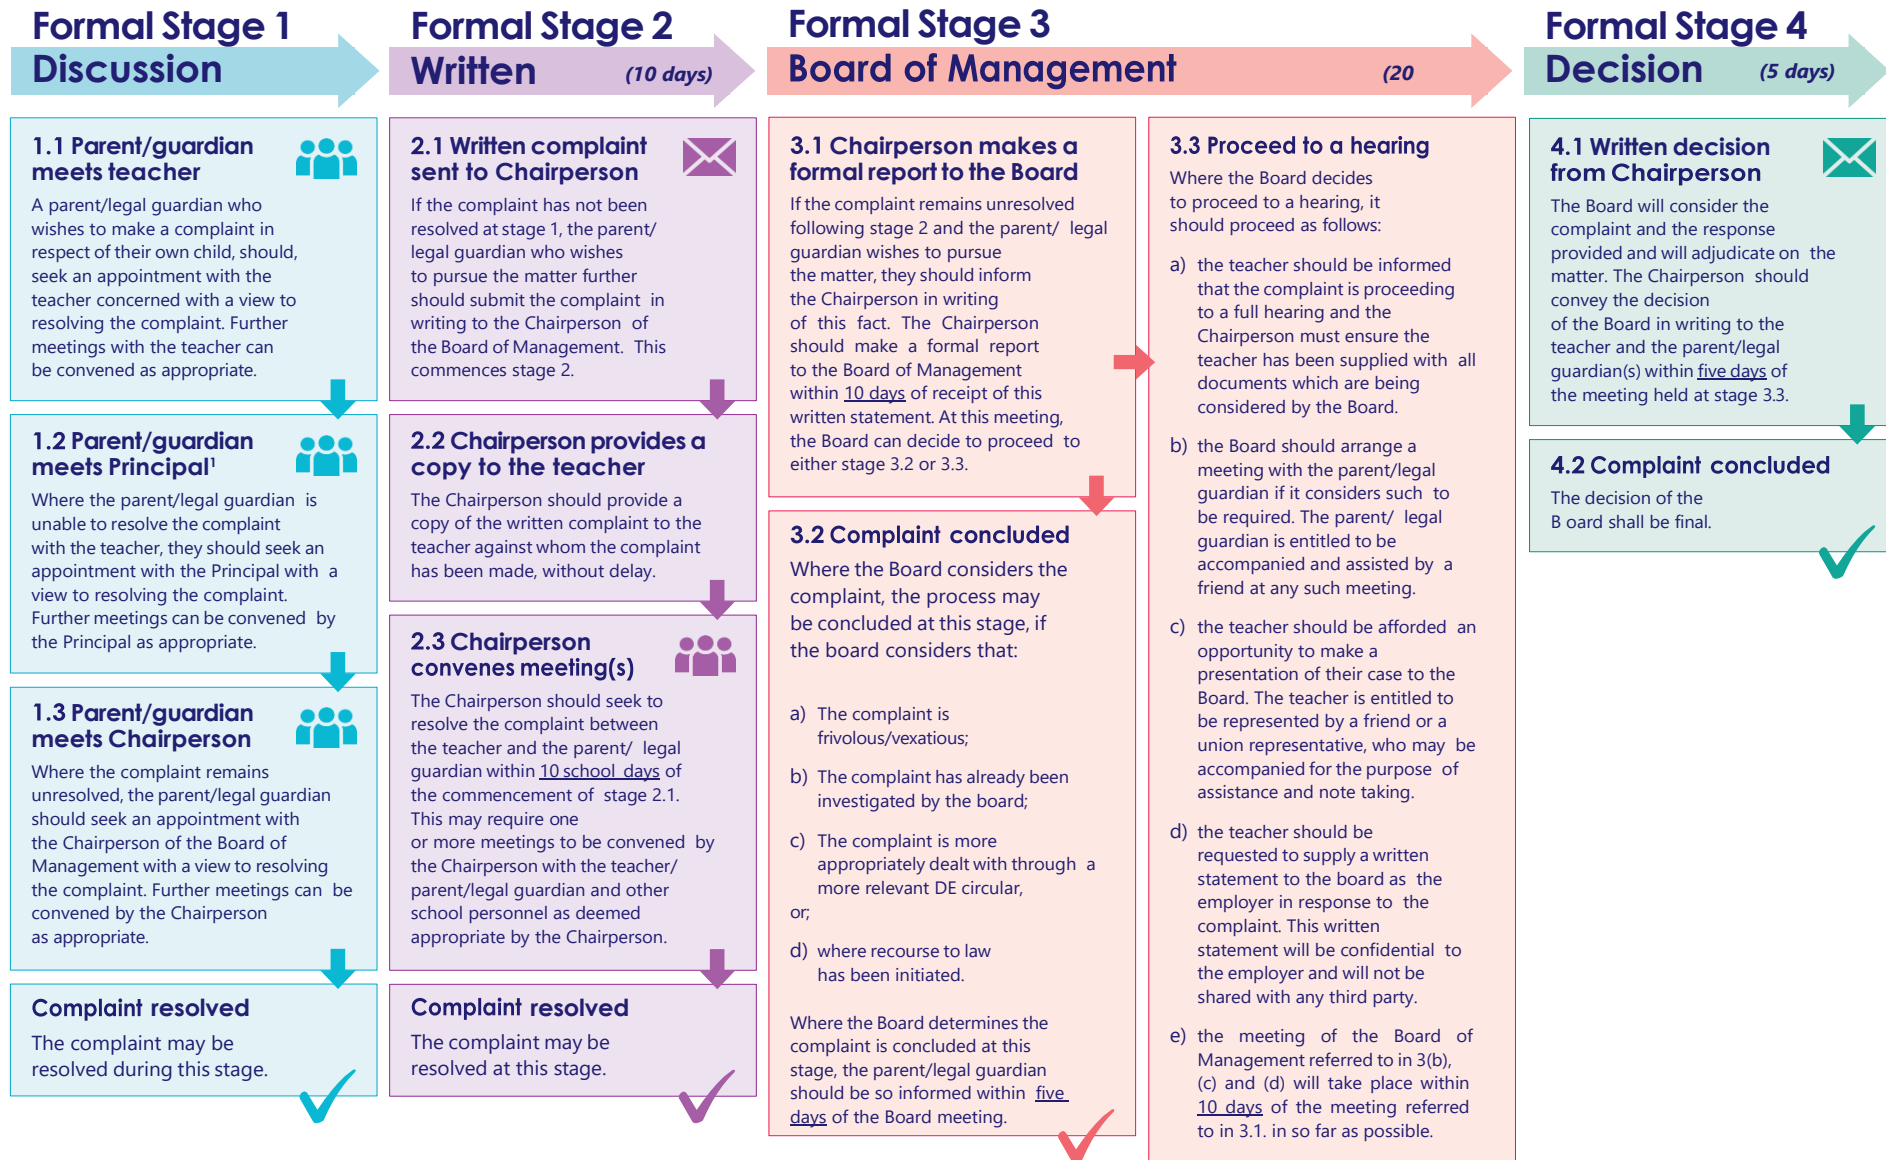 Formal Stage 1
Discussion
1.1 Parent/guardian
meets teacher
A parent/legal guardian who
wishes to make a complaint in
respect of their own child, should,
seek an appointment with the
teacher concerned with a view to
resolving the complaint. Further
meetings with the teacher can
be convened as appropriate.
1.2 Parent/guardian
meets Principal¹
Where the parent/legal guardian is
unable to resolve the complaint
with the teacher, they should seek an
appointment with the Principal with a
view to resolving the complaint.
Further meetings can be convened by
the Principal as appropriate.
1.3 Parent/guardian
meets Chairperson
Where the complaint remains
unresolved, the parent/legal guardian
should seek an appointment with
the Chairperson of the Board of
Management with a view to resolving
the complaint. Further meetings can be
convened by the Chairperson
as appropriate.
Complaint resolved
The complaint may be
resolved during this stage.
Formal Stage 2
Written (10 days)
2.1 Written complaint
sent to Chairperson
If the complaint has not been
resolved at stage 1, the parent/
legal guardian who wishes
to pursue the matter further
should submit the complaint in
writing to the Chairperson of
the Board of Management. This
commences stage 2.
2.2 Chairperson provides a
copy to the teacher
The Chairperson should provide a
copy of the written complaint to the
teacher against whom the complaint
has been made, without delay.
2.3 Chairperson
convenes meeting(s)
The Chairperson should seek to
resolve the complaint between
the teacher and the parent/ legal
guardian within 10 school days of
the commencement of stage 2.1.
This may require one
or more meetings to be convened by
the Chairperson with the teacher/
parent/legal guardian and other
school personnel as deemed
appropriate by the Chairperson.
Complaint resolved
The complaint may be
resolved at this stage.
Formal Stage 3
Board of Management (20
3.1 Chairperson makes a
formal report to the Board
If the complaint remains unresolved
following stage 2 and the parent/ legal
guardian wishes to pursue
the matter, they should inform
the Chairperson in writing
of this fact. The Chairperson
should make a formal report
to the Board of Management
within 10 days of receipt of this
written statement. At this meeting,
the Board can decide to proceed to
either stage 3.2 or 3.3.
3.2 Complaint concluded
Where the Board considers the
complaint, the process may
be concluded at this stage, if
the board considers that:
a) The complaint is
frivolous/vexatious;
b) The complaint has already been
investigated by the board;
c) The complaint is more
appropriately dealt with through a
more relevant DE circular,
or;
d) where recourse to law
has been initiated.
Where the Board determines the
complaint is concluded at this
stage, the parent/legal guardian
should be so informed within five
days of the Board meeting.
3.3 Proceed to a hearing
Where the Board decides
to proceed to a hearing, it
should proceed as follows:
a) the teacher should be informed
that the complaint is proceeding
to a full hearing and the
Chairperson must ensure the
teacher has been supplied with all
documents which are being
considered by the Board.
b) the Board should arrange a
meeting with the parent/legal
guardian if it considers such to
be required. The parent/ legal
guardian is entitled to be
accompanied and assisted by a
friend at any such meeting.
c) the teacher should be afforded an
opportunity to make a
presentation of their case to the
Board. The teacher is entitled to
be represented by a friend or a
union representative, who may be
accompanied for the purpose of
assistance and note taking.
d) the teacher should be
requested to supply a written
statement to the board as the
employer in response to the
complaint. This written
statement will be confidential to
the employer and will not be
shared with any third party.
e) the meeting of the Board of
Management referred to in 3(b),
(c) and (d) will take place within
10 days of the meeting referred
to in 3.1. in so far as possible.
Formal Stage 4
Decision (5 days)
4.1 Written decision
from Chairperson
The Board will consider the
complaint and the response
provided and will adjudicate on the
matter. The Chairperson should
convey the decision
of the Board in writing to the
teacher and the parent/legal
guardian(s) within five days of
the meeting held at stage 3.3.
4.2 Complaint concluded
The decision of the
B oard shall be final.